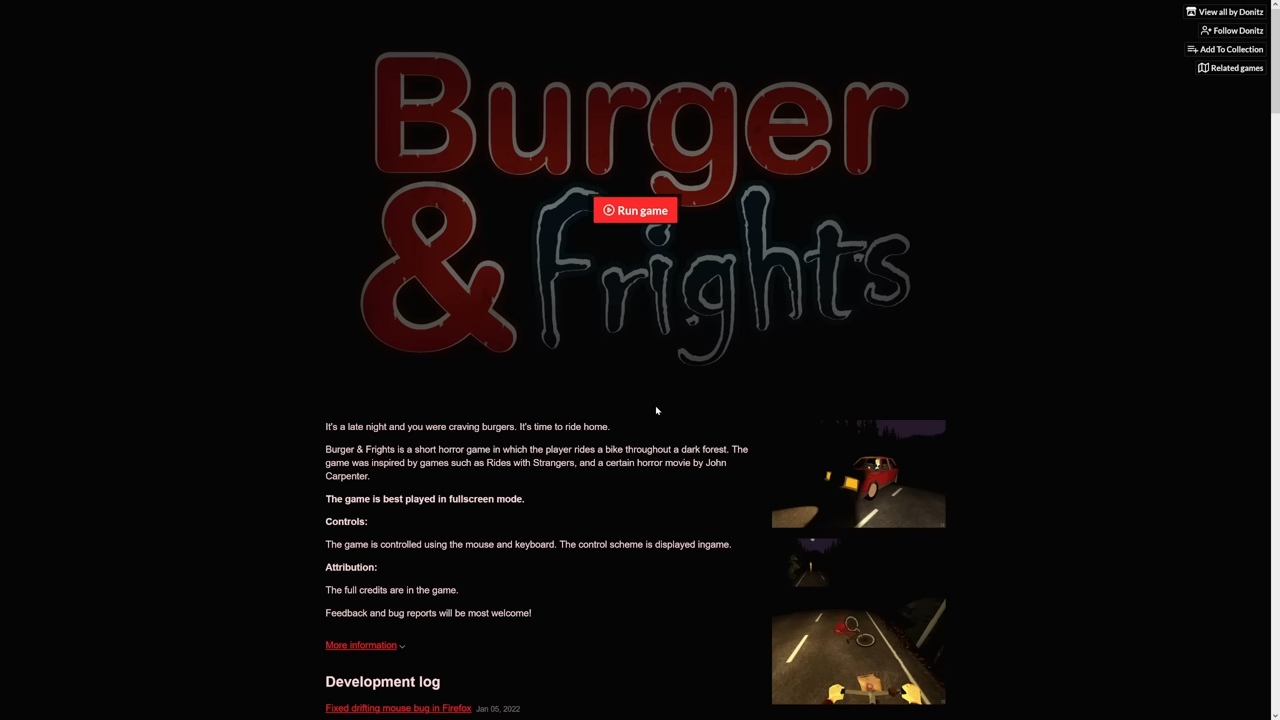 View all by Donitz
Follow Donitz
Add To Collection
Related games
Burger
& Frights
Run game
It's a late night and you were craving burgers. It's time to ride home.
Burger & Frights is a short horror game in which the player rides a bike throughout a dark forest. The
game was inspired by games such as Rides with Strangers, and a certain horror movie by John
Carpenter.
The game is best played in fullscreen mode.
Controls:
The game is controlled using the mouse and keyboard. The control scheme is displayed ingame.
Attribution:
The full credits are in the game.
Feedback and bug reports will be most welcome!
More information
Development log
Fixed drifting mouse bug in Firefox Jan 05, 2022